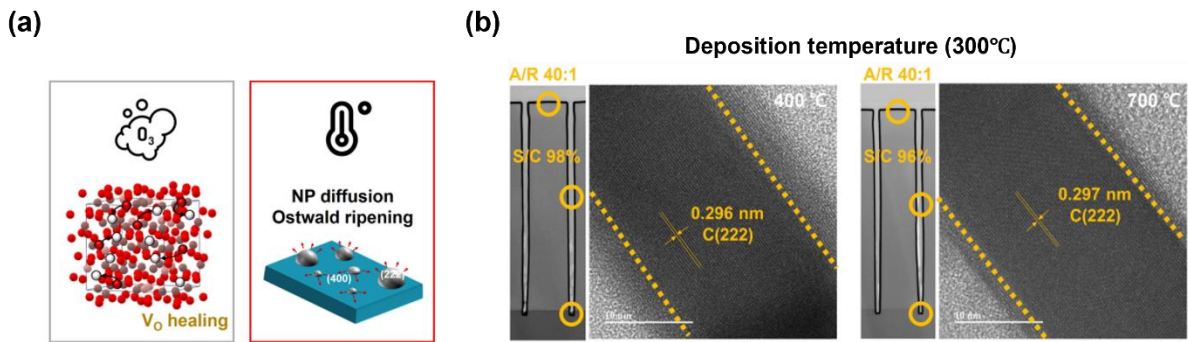 (a)
O3
VO healing
NP diffusion
Ostwald ripening
(400)
(222)
(b)
Deposition temperature (300℃)
A/R 40:1
S/C 98%
400 ℃
0.296 nm
C(222)
10 nm
A/R 40:1
S/C 96%
700 ℃
0.297 nm
C(222)
10 nm